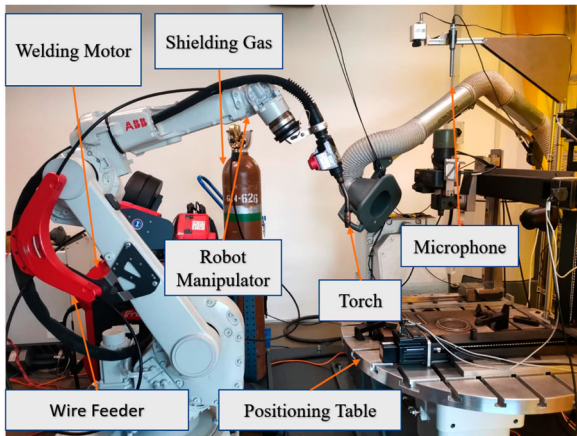 Welding Motor
Shielding Gas
ABB
Robot
Manipulator
Microphone
Torch
Wire Feeder
Positioning Table